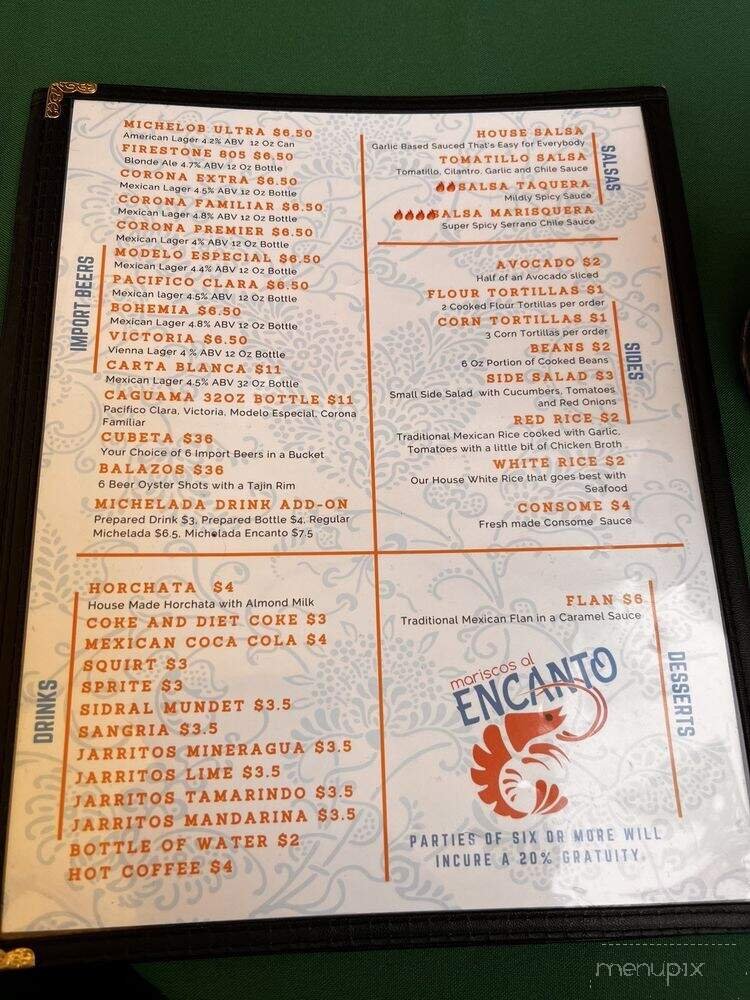 IMPORT BEERS
MICHELOB ULTRA $6.50
American Lager 4.2% ABV 12 Oz Can
FIRESTONE 805 $6.50
Blonde Ale 4.7% ABV 12 Oz Bottle
CORONA EXTRA $6.50
Mexican Lager 4.5% ABV 12 Oz Bottle
CORONA FAMILIAR $6.50
Mexican Lager 4.8% ABV 12 Oz Bottle
CORONA PREMIER $6.50
Mexican Lager 4% ABV 12 Oz Bottle
MODELO ESPECIAL $6.50
Mexican Lager 4.4% ABV 12 Oz Bottle
PACIFICO CLARA $6.50
Mexican lager 4.5% ABV 12 Oz Bottle
BOHEMIA $6.50
Mexican Lager 4.8% ABV 12 Oz Bottle
VICTORIA $6.50
Vienna Lager 4 % ABV 12 Oz Bottle
CARTA BLANCA $11
Mexican Lager 4.5% ABV 32 Oz Bottle
CAGUAMA 32OZ BOTTLE $11
Pacifico Clara, Victoria, Modelo Especial, Corona
Familiar
CUBETA $36
Your Choice of 6 Import Beers in a Bucket
BALAZOS $36
6 Beer Oyster Shots with a Tajin Rim
MICHELADA DRINK ADD-ON
Prepared Drink $3, Prepared Bottle $4, Regular
Michelada $6.5, Michelada Encanto $7.5
SALSAS
HOUSE SALSA
Garlic Based Sauced That's Easy for Everybody
TOMATILLO SALSA
Tomatillo, Cilantro, Garlic and Chile Sauce
SALSA TAQUERA
Mildly Spicy Sauce
SALSA MARISQUERA
Super Spicy Serrano Chile Sauce
SIDES
AVOCADO $2
Half of an Avocado sliced
FLOUR TORTILLAS $1
2 Cooked Flour Tortillas per order
CORN TORTILLAS $1
3 Corn Tortillas per order
BEANS $2
6 Oz Portion of Cooked Beans
SIDE SALAD $3
Small Side Salad with Cucumbers, Tomatoes
and Red Onions
RED RICE $2
Traditional Mexican Rice cooked with Garlic,
Tomatoes with a little bit of Chicken Broth
WHITE RICE $2
Our House White Rice that goes best with
Seafood
CONSOME $4
Fresh made Consome Sauce
DRINKS
HORCHATA $4
House Made Horchata with Almond Milk
COKE AND DIET COKE $3
MEXICAN COCA COLA $4
SQUIRT $3
SPRITE $3
SIDRAL MUNDET $3.5
SANGRIA $3.5
JARRITOS MINERAGUA $3.5
JARRITOS LIME $3.5
JARRITOS TAMARINDO $3.5
JARRITOS MANDARINA $3.5
BOTTLE OF WATER $2
HOT COFFEE $4
DESSERTS
FLAN $6
Traditional Mexican Flan in a Caramel Sauce
mariscos al
ENCANTO
PARTIES OF SIX OR MORE WILL
INCURE A 20% GRATUITY.
menupix